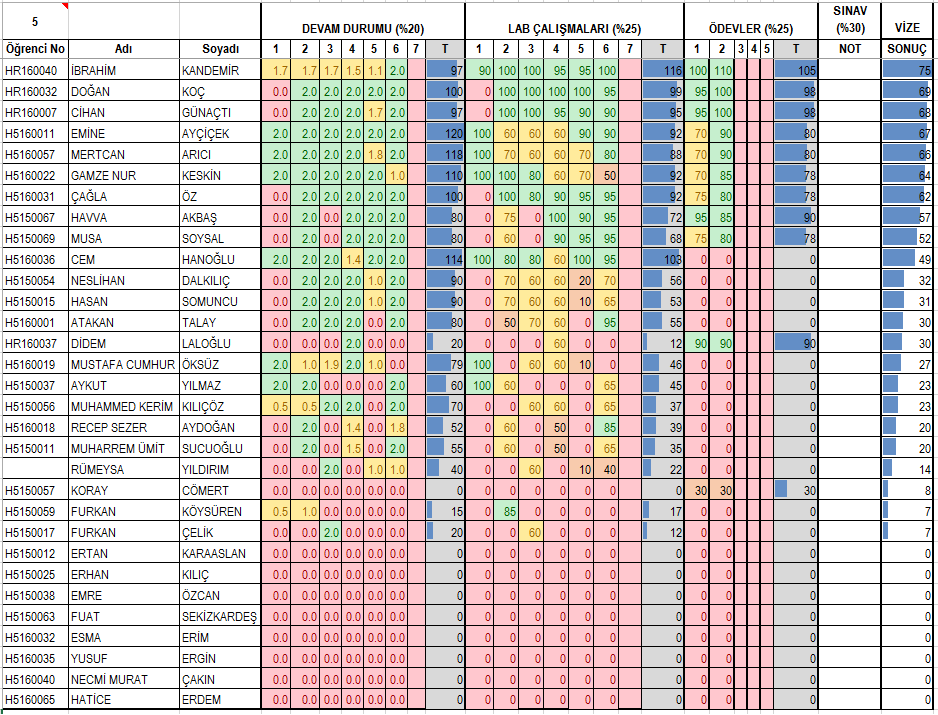 5 DEVAM DURUMU (%20) LAB ÇALIŞMALARI (%25) ÖDEVLER (%25) SINAV (%30) VİZE
Öğrenci No Adı Soyadı 1 2 3 4 5 6 7 T 1 2 3 4 5 6 7 T 1 2 3 4 5 T NOT SONUÇ
HR160040 İBRAHİM KANDEMİR 1.7 1.7 1.7 1.5 1.1 2.0 97 90 100 100 95 95 100 116 100 110 105 75
HR160032 DOĞAN KOÇ 0.0 2.0 2.0 2.0 2.0 2.0 100 0 100 100 100 100 95 99 95 100 98 69
HR160007 CİHAN GÜNAÇTI 0.0 2.0 2.0 2.0 1.7 2.0 97 0 100 100 95 90 90 95 95 100 98 68
H5160011 EMİNE AYÇİÇEK 2.0 2.0 2.0 2.0 2.0 2.0 120 100 60 60 60 90 90 92 70 90 80 67
H5160057 MERTCAN ARICI 2.0 2.0 2.0 2.0 1.8 2.0 118 100 70 60 60 70 80 88 70 90 80 66
H5160022 GAMZE NUR KESKİN 2.0 2.0 2.0 2.0 2.0 1.0 110 100 100 80 60 70 50 92 70 85 78 64
H5160031 ÇAĞLA ÖZ 0.0 2.0 2.0 2.0 2.0 2.0 100 0 100 80 90 95 95 92 75 80 78 62
H5150067 HAVVA AKBAŞ 0.0 2.0 0.0 2.0 2.0 2.0 80 0 75 0 100 90 95 72 95 85 90 57
H5150069 MUSA SOYSAL 0.0 2.0 0.0 2.0 2.0 2.0 80 0 60 0 90 95 95 68 75 80 78 52
H5160036 CEM HANOĞLU 2.0 2.0 2.0 1.4 2.0 2.0 114 100 80 80 60 100 95 103 0 0 0 49
H5150054 NESLİHAN DALKILIÇ 0.0 2.0 2.0 2.0 1.0 2.0 90 0 70 60 60 20 70 56 0 0 0 32
H5150015 HASAN SOMUNCU 0.0 2.0 2.0 2.0 1.0 2.0 90 0 70 60 60 10 65 53 0 0 0 31
H5160001 ATAKAN TALAY 0.0 2.0 2.0 2.0 0.0 2.0 80 0 50 70 60 0 95 55 0 0 0 30
HR160037 DİDEM LALOĞLU 0.0 0.0 0.0 2.0 0.0 0.0 20 0 0 0 60 0 0 12 90 90 90 30
H5160019 MUSTAFA CUMHUR ÖKSÜZ 2.0 1.0 1.9 2.0 1.0 0.0 79 100 0 60 60 10 0 46 0 0 0 27
H5150037 AYKUT YILMAZ 2.0 2.0 0.0 0.0 0.0 2.0 60 100 60 0 0 0 65 45 0 0 0 23
H5150056 MUHAMMED KERİM KILIÇÖZ 0.5 0.5 2.0 2.0 0.0 2.0 70 0 0 60 60 0 65 37 0 0 0 23
H5160018 RECEP SEZER AYDOĞAN 0.0 2.0 0.0 1.4 0.0 1.8 52 0 60 0 50 0 85 39 0 0 0 20
H5150011 MUHARREM ÜMİT SUCUOĞLU 0.0 2.0 0.0 1.5 0.0 2.0 55 0 60 0 50 0 65 35 0 0 0 20
RÜMEYSA YILDIRIM 0.0 0.0 2.0 0.0 1.0 1.0 40 0 0 60 0 10 40 22 0 0 0 14
H5150057 KORAY CÖMERT 0.0 0.0 0.0 0.0 0.0 0.0 0 0 0 0 0 0 0 0 30 30 30 8
H5150059 FURKAN KÖYSÜREN 0.5 1.0 0.0 0.0 0.0 0.0 15 0 85 0 0 0 0 17 0 0 0 7
H5150017 FURKAN ÇELİK 0.0 0.0 2.0 0.0 0.0 0.0 20 0 0 60 0 0 0 12 0 0 0 7
H5150012 ERTAN KARAASLAN 0.0 0.0 0.0 0.0 0.0 0.0 0 0 0 0 0 0 0 0 0 0 0 0
H5150025 ERHAN KILIÇ 0.0 0.0 0.0 0.0 0.0 0.0 0 0 0 0 0 0 0 0 0 0 0 0
H5150038 EMRE ÖZCAN 0.0 0.0 0.0 0.0 0.0 0.0 0 0 0 0 0 0 0 0 0 0 0 0
H5150063 FUAT SEKİZKARDEŞ 0.0 0.0 0.0 0.0 0.0 0.0 0 0 0 0 0 0 0 0 0 0 0 0
H5160032 ESMA ERİM 0.0 0.0 0.0 0.0 0.0 0.0 0 0 0 0 0 0 0 0 0 0 0 0
H5160035 YUSUF ERGİN 0.0 0.0 0.0 0.0 0.0 0.0 0 0 0 0 0 0 0 0 0 0 0 0
H5160040 NECMİ MURAT ÇAKIN 0.0 0.0 0.0 0.0 0.0 0.0 0 0 0 0 0 0 0 0 0 0 0 0
H5160065 HATİCE ERDEM 0.0 0.0 0.0 0.0 0.0 0.0 0 0 0 0 0 0 0 0 0 0 0 0